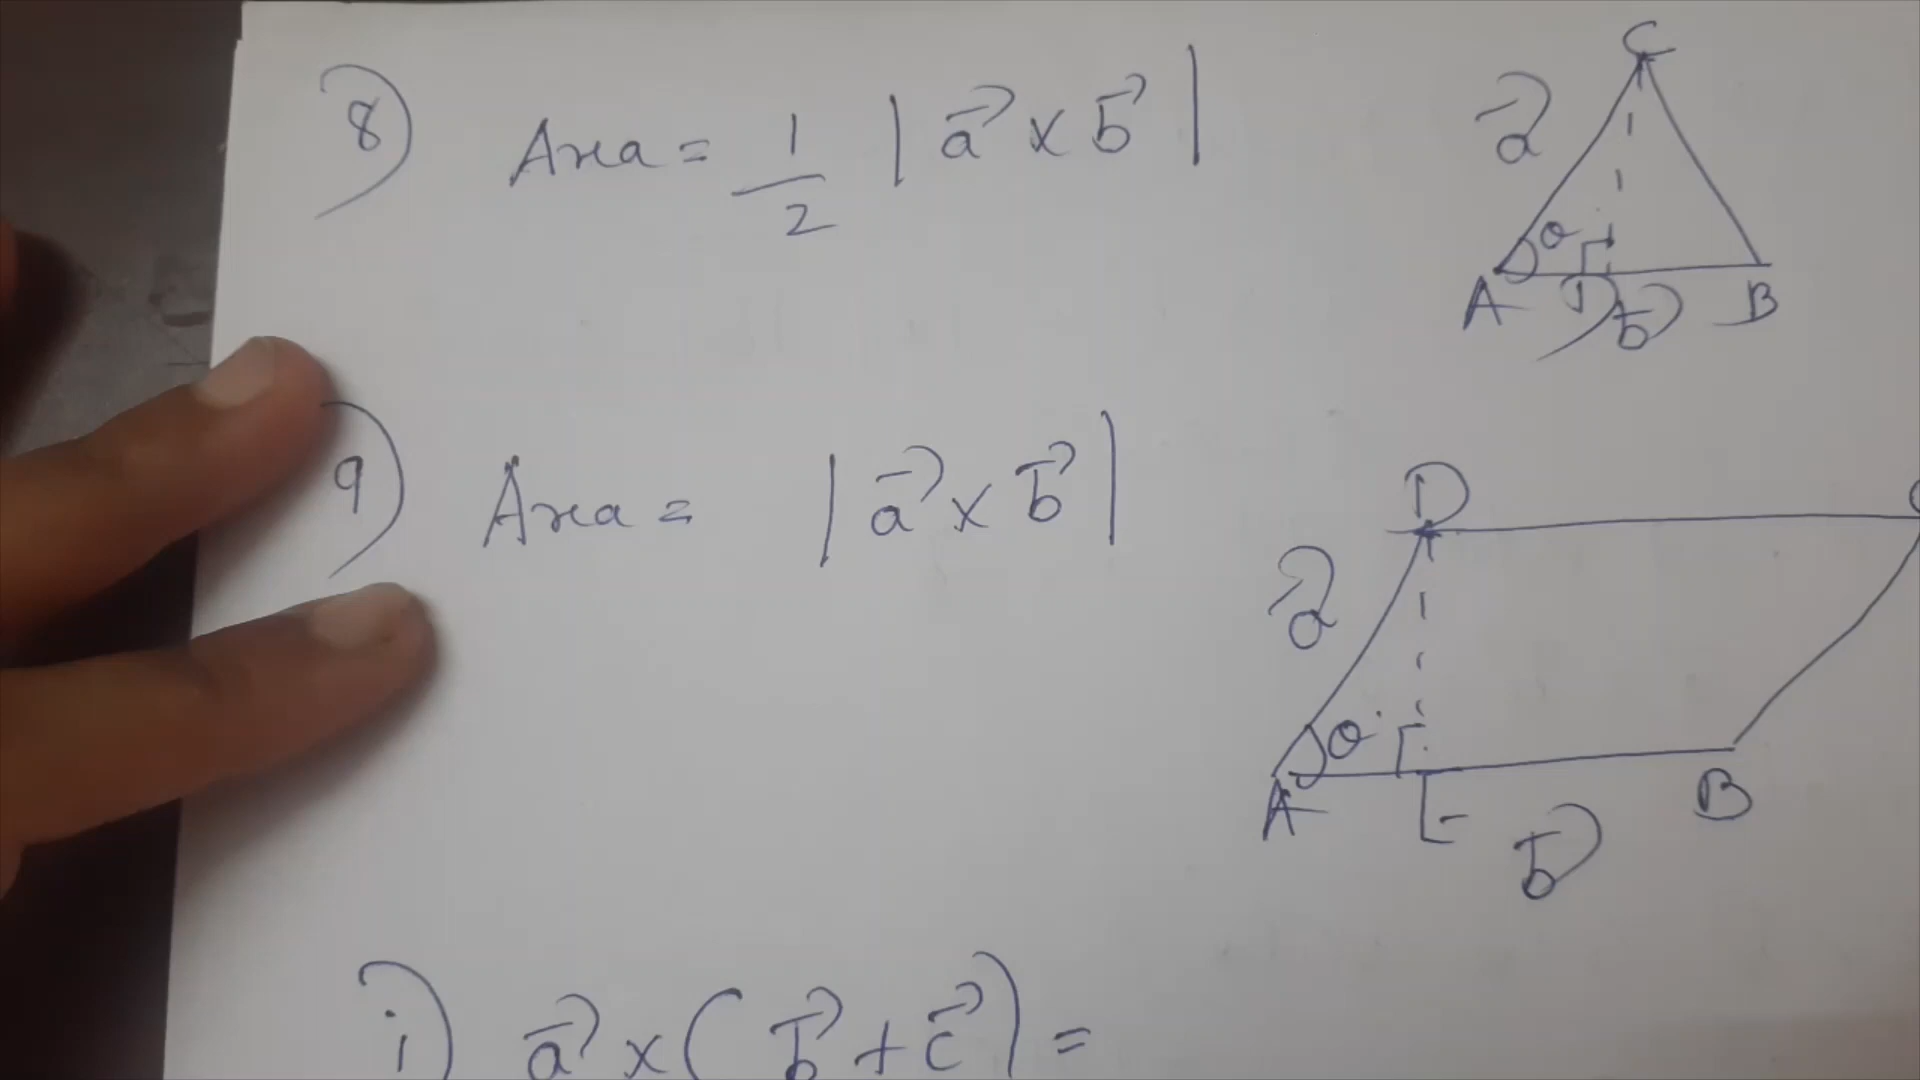 8) Area = 1/2 | a⃗ × b⃗ |
C
a⃗
θ
A D b⃗ B
9) Area = | a⃗ × b⃗ |
D
a⃗
θ
A E B
b⃗
i) a⃗ × ( b⃗ + c⃗ ) =